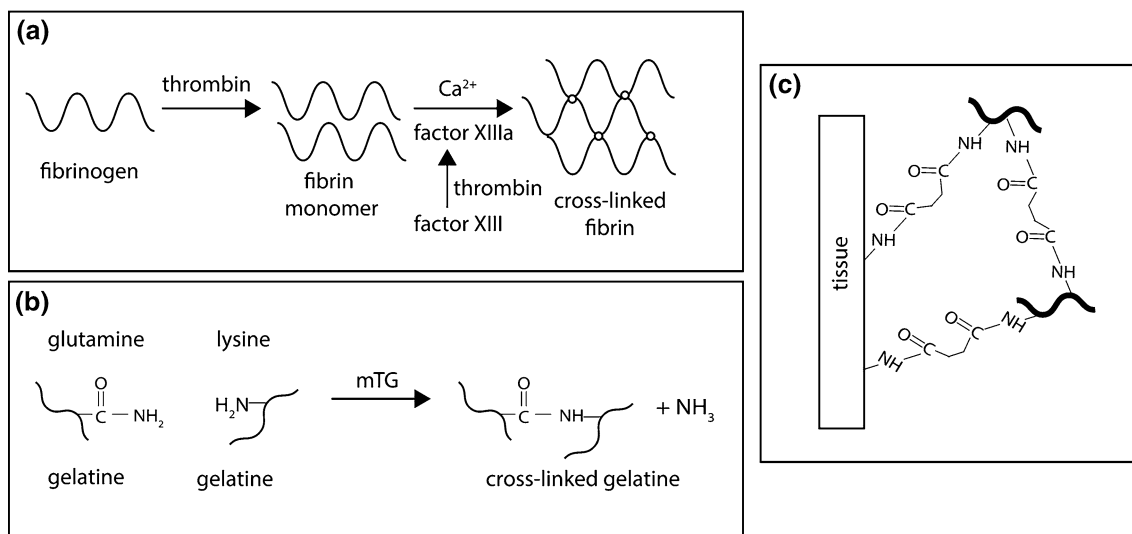 (a)
thrombin
Ca²⁺
fibrinogen
fibrin
monomer
factor XIIIa
thrombin
factor XIII
cross-linked
fibrin
(b)
glutamine
lysine
O
C
NH₂
H₂N
mTG
O
C
NH
+ NH₃
gelatine
gelatine
cross-linked gelatine
(c)
tissue
NH
NH
O
C
O
C
O
C
NH
O
C
NH
O
C
NH
O
C
NH